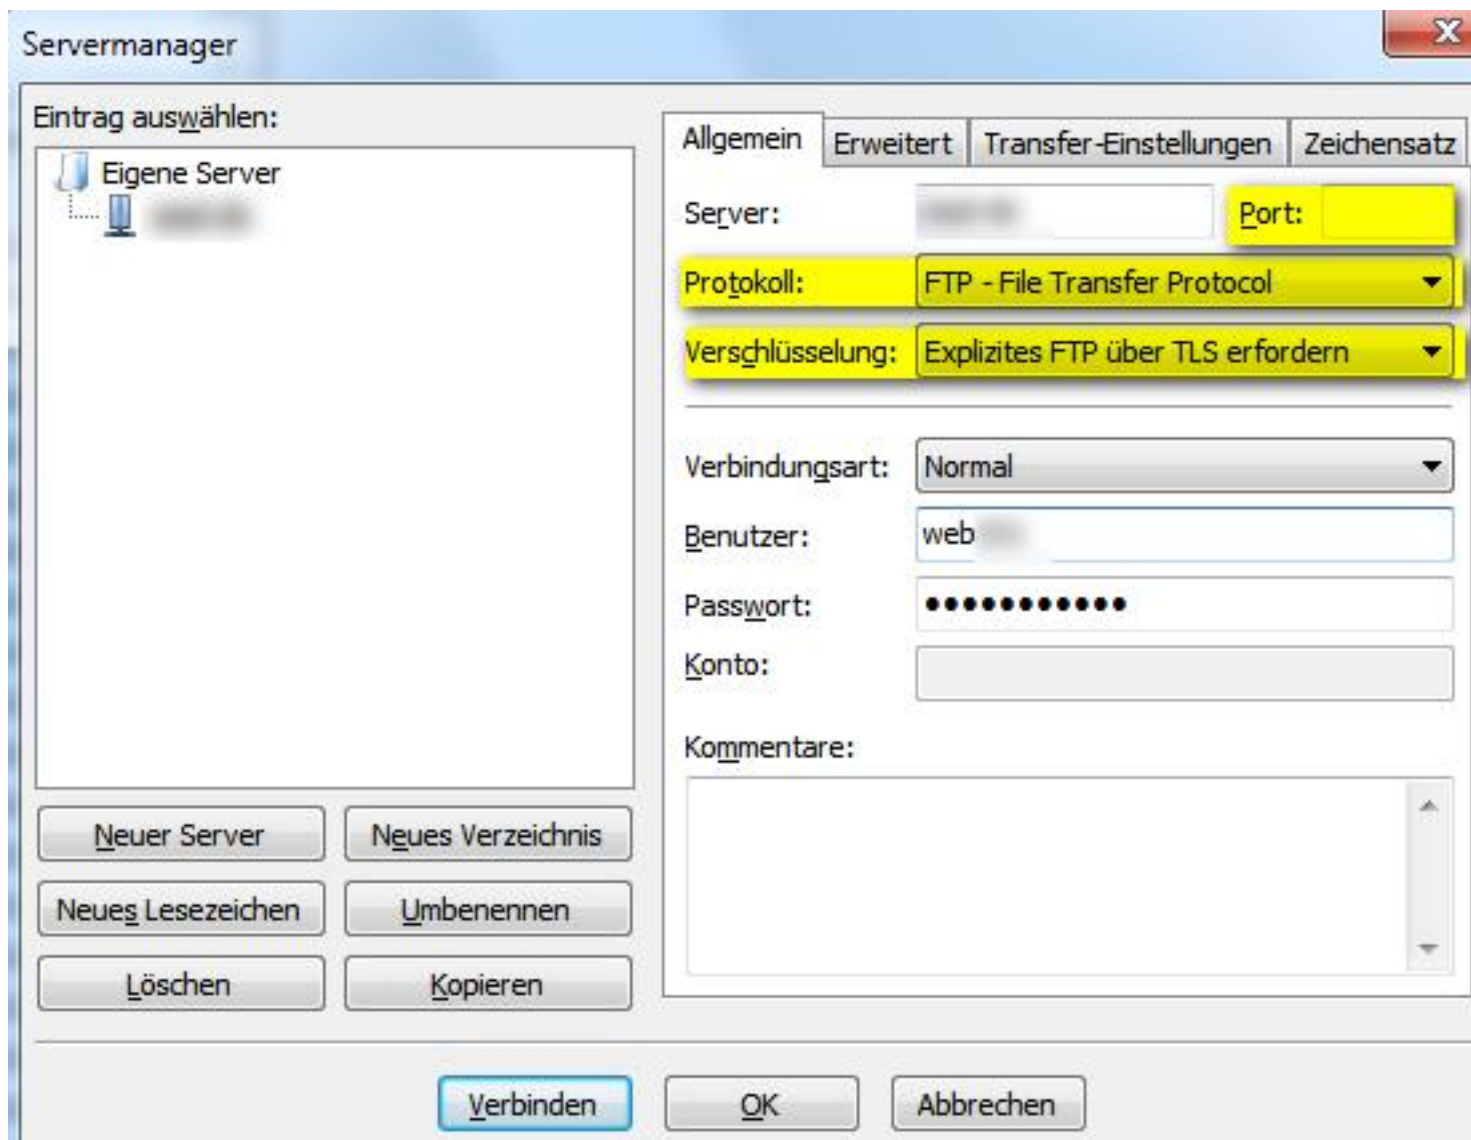 Servermanager
Eintrag auswählen:
Eigene Server
Allgemein Erweitert Transfer-Einstellungen Zeichensatz
Server: Port:
Protokoll: FTP - File Transfer Protocol
Verschlüsselung: Explizites FTP über TLS erfordern
Verbindungsart: Normal
Benutzer: web
Passwort: ●●●●●●●●●●●
Konto:
Kommentare:
Neuer Server Neues Verzeichnis
Neues Lesezeichen Umbenennen
Löschen Kopieren
Verbinden OK Abbrechen